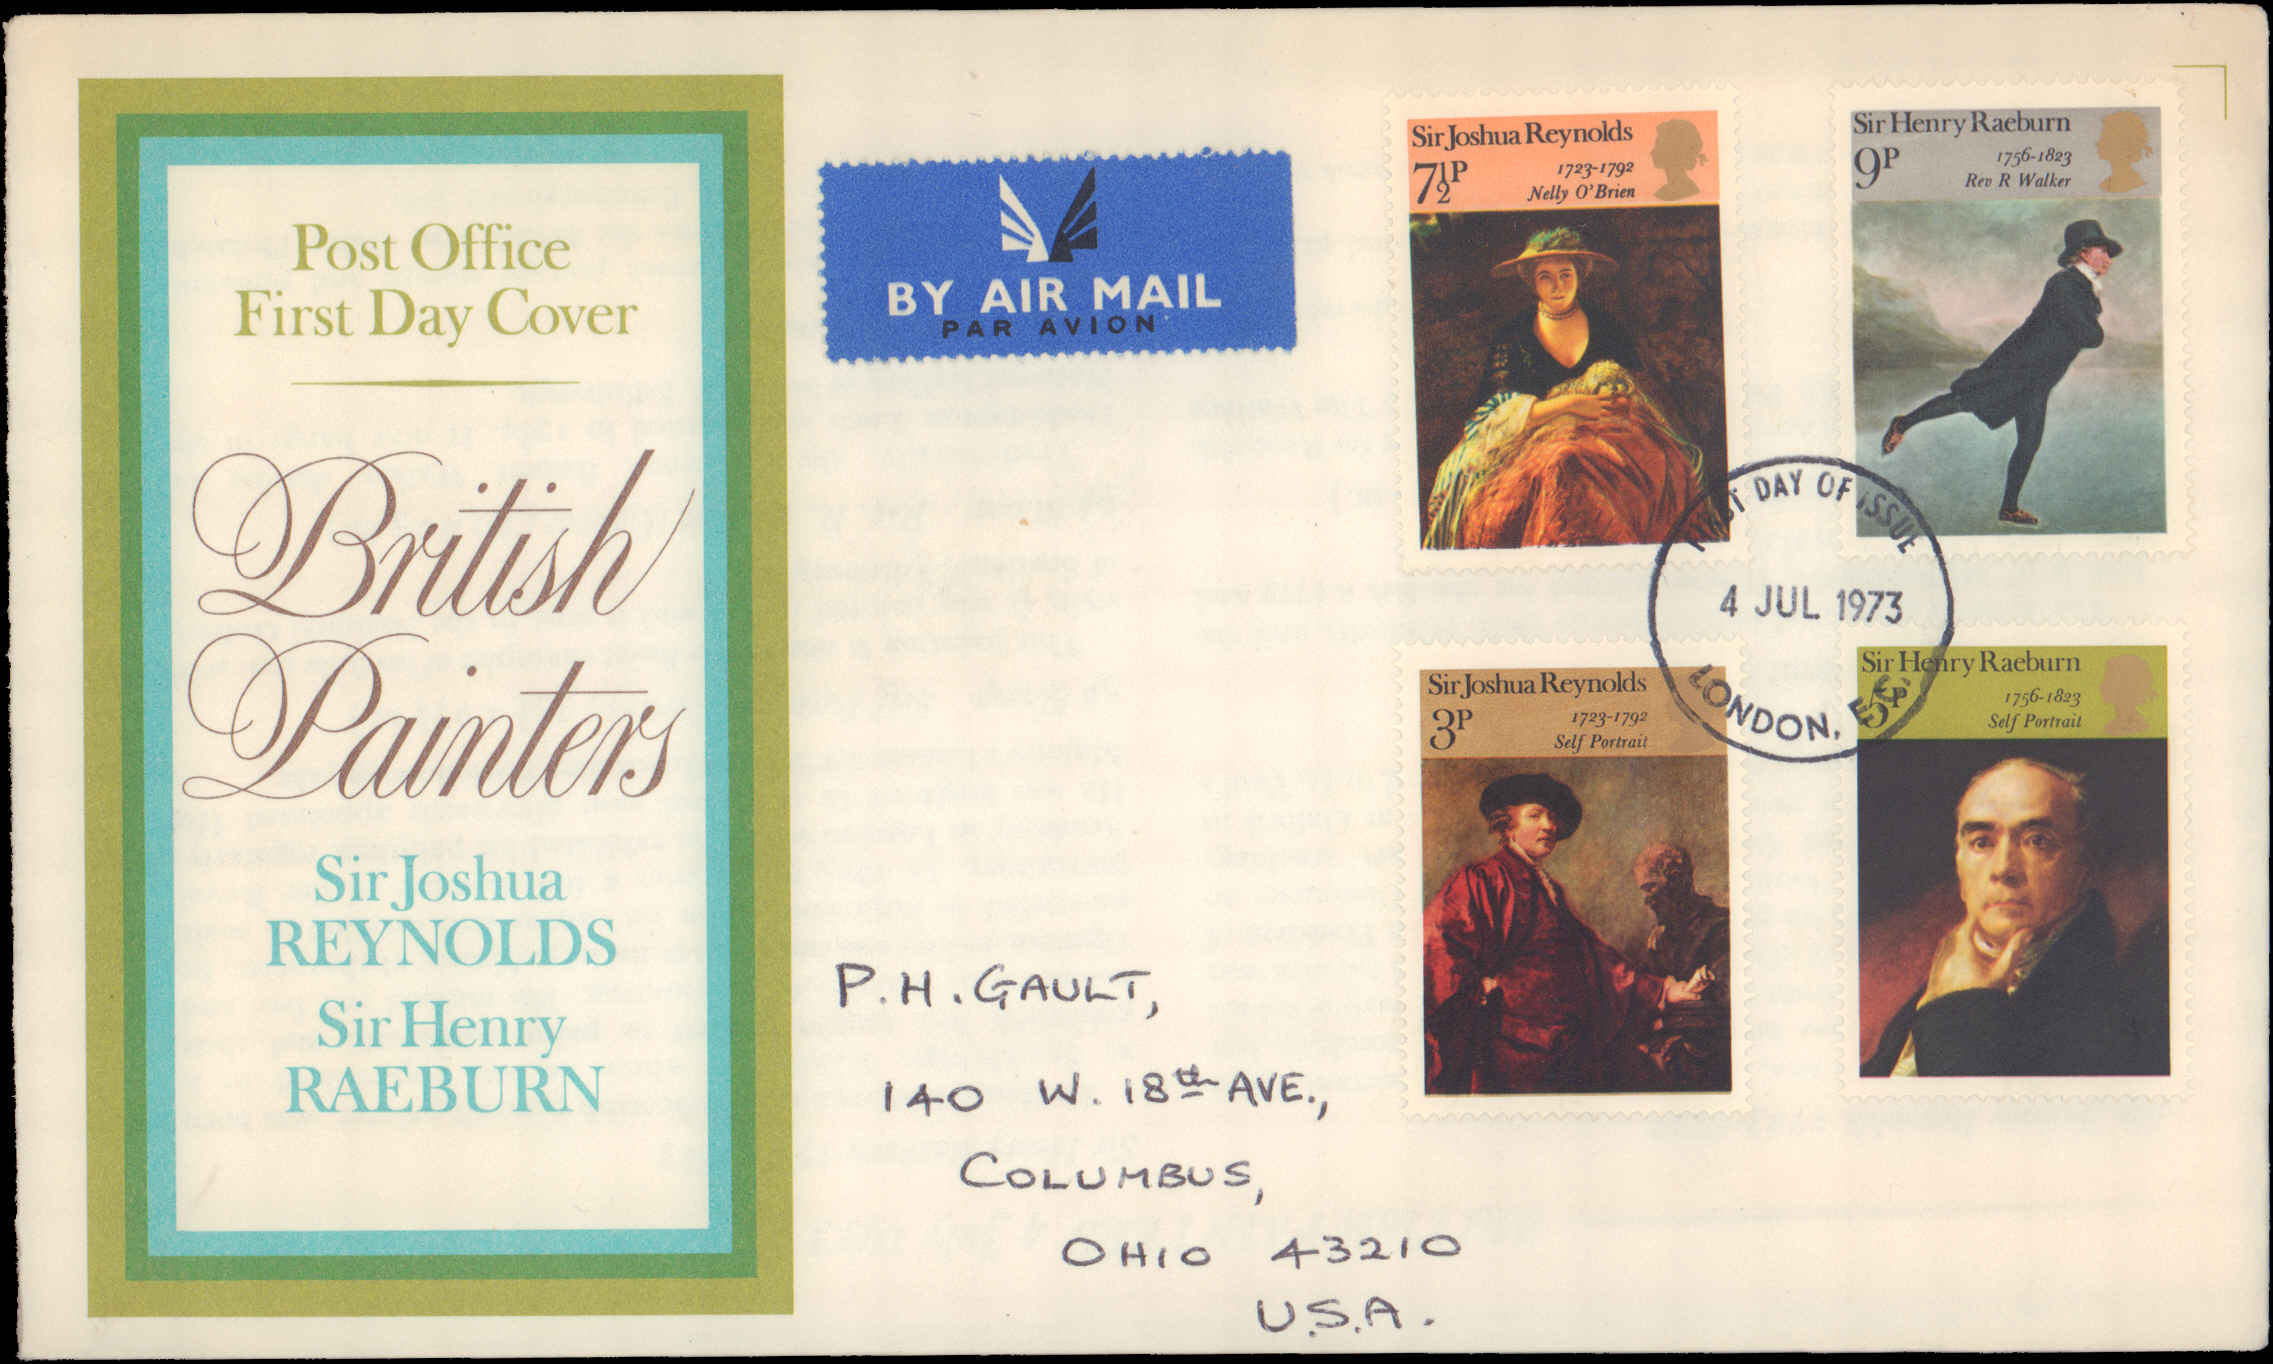 Post Office
First Day Cover
British
Painters
Sir Joshua
REYNOLDS
Sir Henry
RAEBURN
BY AIR MAIL
PAR AVION
Sir Joshua Reynolds
7½P
1723-1792
Nelly O'Brien
Sir Henry Raeburn
9P
1756-1823
Rev R Walker
FIRST DAY OF ISSUE
4 JUL 1973
LONDON, E.C.
Sir Joshua Reynolds
3P
1723-1792
Self Portrait
Sir Henry Raeburn
5P
1756-1823
Self Portrait
P.H. GAULT,
140 W. 18th AVE.,
COLUMBUS,
OHIO 43210
U.S.A.